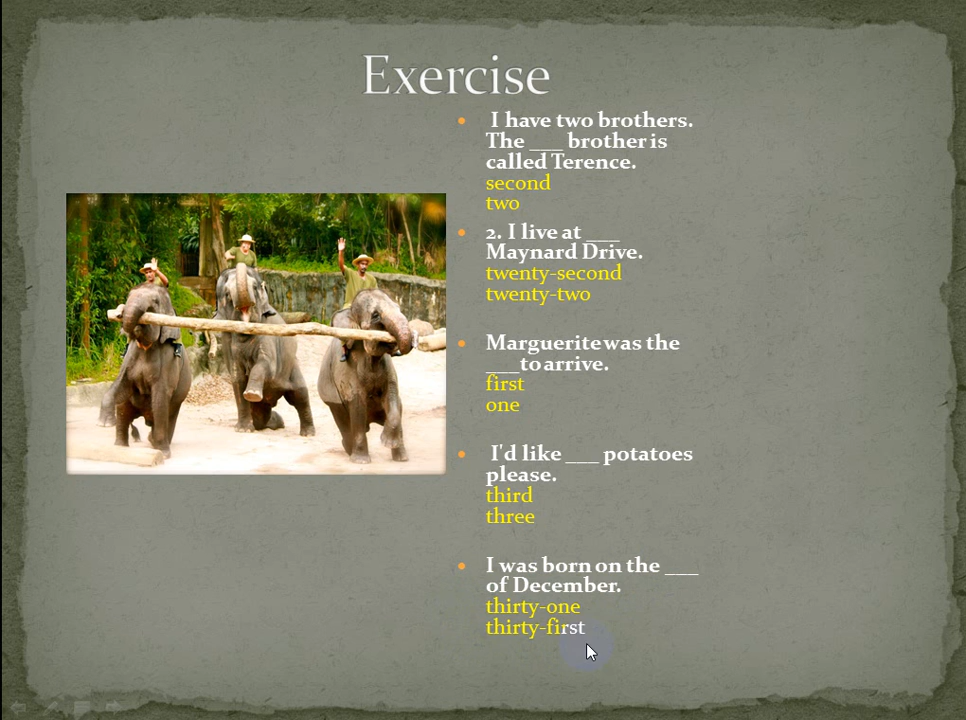 Exercise
I have two brothers.
The ___ brother is
called Terence.
second
two
2. I live at ___
Maynard Drive.
twenty-second
twenty-two
Marguerite was the
___ to arrive.
first
one
I'd like ___ potatoes
please.
third
three
I was born on the ___
of December.
thirty-one
thirty-first